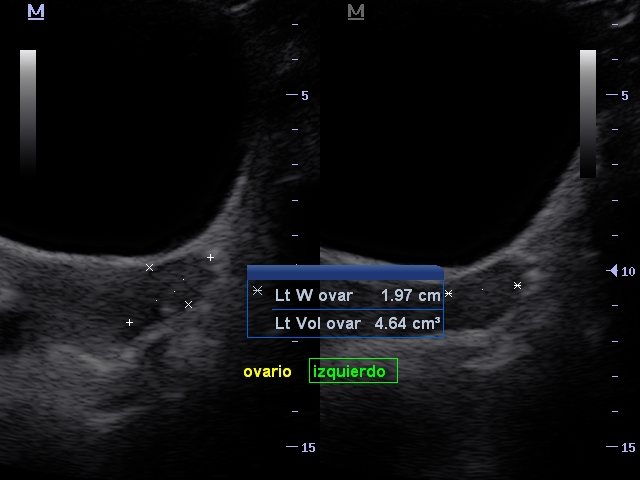 M M
5 5
10
Lt W ovar 1.97 cm
Lt Vol ovar 4.64 cm³
ovario izquierdo
15 15